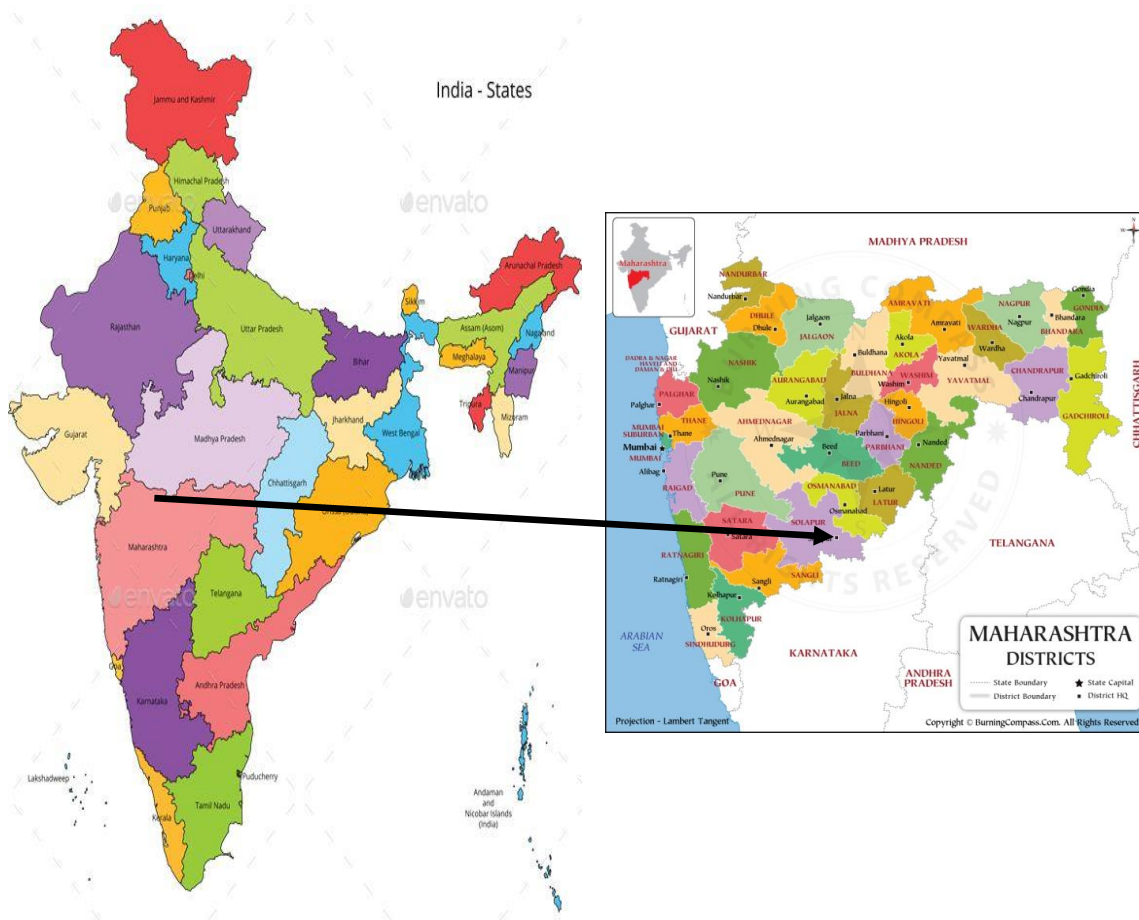 India - States
Jammu and Kashmir
Himachal Pradesh
envato
envato
Punjab
Uttarakhand
Haryana
Delhi
Arunachal Pradesh
Rajasthan
Uttar Pradesh
Sikkim
Assam (Asom)
Nagaland
Bihar
Meghalaya
Manipur
Tripura
Mizoram
Gujarat
Madhya Pradesh
Jharkhand
West Bengal
Chhattisgarh
Maharashtra
envato
envato
Telangana
Goa
Andhra Pradesh
Karnataka
Lakshadweep
Puducherry
Tamil Nadu
Kerala
Andaman
and
Nicobar Islands
(India)
Maharashtra
MADHYA PRADESH
NANDURBAR
Nandurbar
GUJARAT
DHULE
Dhule
Jalgaon
JALGAON
AMRAVATI
Amravati
NAGPUR
Nagpur
WARDHA
Wardha
Bhandara
BHANDARA
Gondia
GONDIA
Akola
AKOLA
Buldhana
BULDHANA
WASHIM
Washim
Yavatmal
YAVATMAL
CHANDRAPUR
Chandrapur
Gadchiroli
GADCHIROLI
CHHATTISGARH
DADRA & NAGAR
HAVELI AND
DAMAN & DIU
NASHIK
Nashik
AURANGABAD
Aurangabad
Jalna
JALNA
Hingoli
HINGOLI
PALGHAR
Palghar
THANE
Thane
MUMBAI
SUBURBAN
Mumbai
MUMBAI
AHMEDNAGAR
Ahmednagar
Parbhani
PARBHANI
Nanded
NANDED
Beed
BEED
Alibag
RAIGAD
Pune
PUNE
OSMANABAD
Osmanabad
Latur
LATUR
SATARA
Satara
SOLAPUR
RATNAGIRI
Ratnagiri
Sangli
SANGLI
Kolhapur
KOLHAPUR
Oros
SINDHUDURG
TELANGANA
ARABIAN
SEA
KARNATAKA
GOA
ANDHRA
PRADESH
MAHARASHTRA
DISTRICTS
State Boundary
State Capital
District Boundary
District HQ
Projection - Lambert Tangent
Copyright © BurningCompass.Com. All Rights Reserved